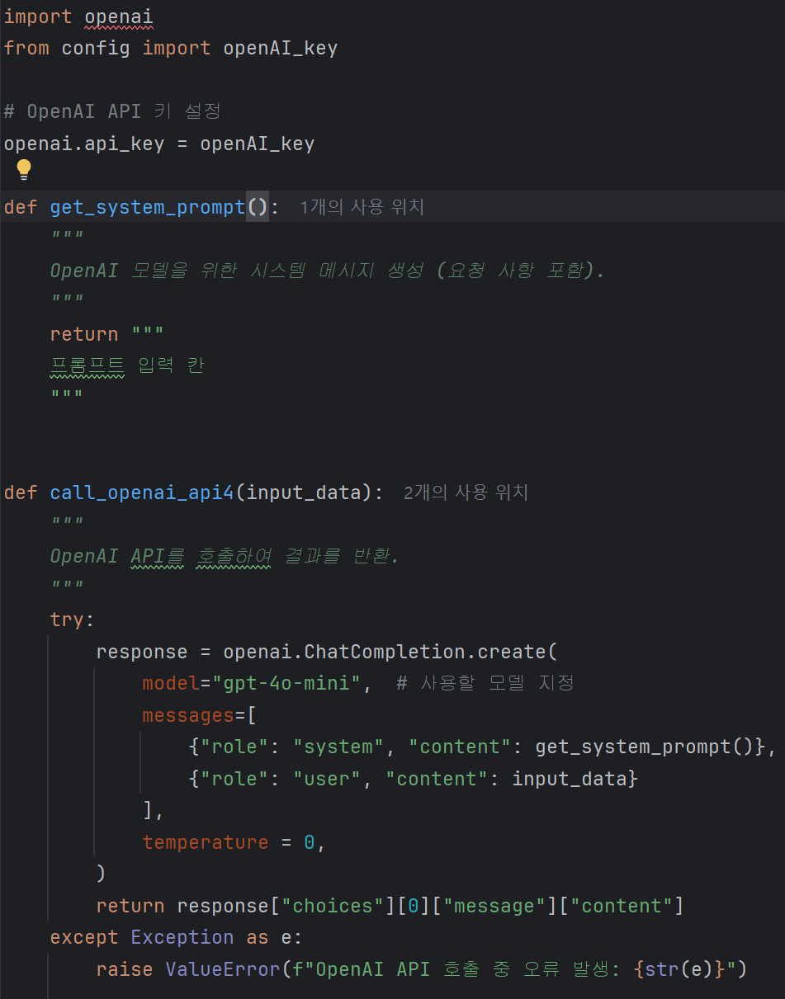 import openai
from config import openAI_key
# OpenAI API 키 설정
openai.api_key = openAI_key
def get_system_prompt():  1개의 사용 위치
    """
    OpenAI 모델을 위한 시스템 메시지 생성 (요청 사항 포함).
    """
    return """
    프롬프트 입력 칸
    """
def call_openai_api4(input_data):  2개의 사용 위치
    """
    OpenAI API를 호출하여 결과를 반환.
    """
    try:
        response = openai.ChatCompletion.create(
            model="gpt-4o-mini",  # 사용할 모델 지정
            messages=[
                {"role": "system", "content": get_system_prompt()},
                {"role": "user", "content": input_data}
            ],
            temperature = 0,
        )
        return response["choices"][0]["message"]["content"]
    except Exception as e:
        raise ValueError(f"OpenAI API 호출 중 오류 발생: {str(e)}")